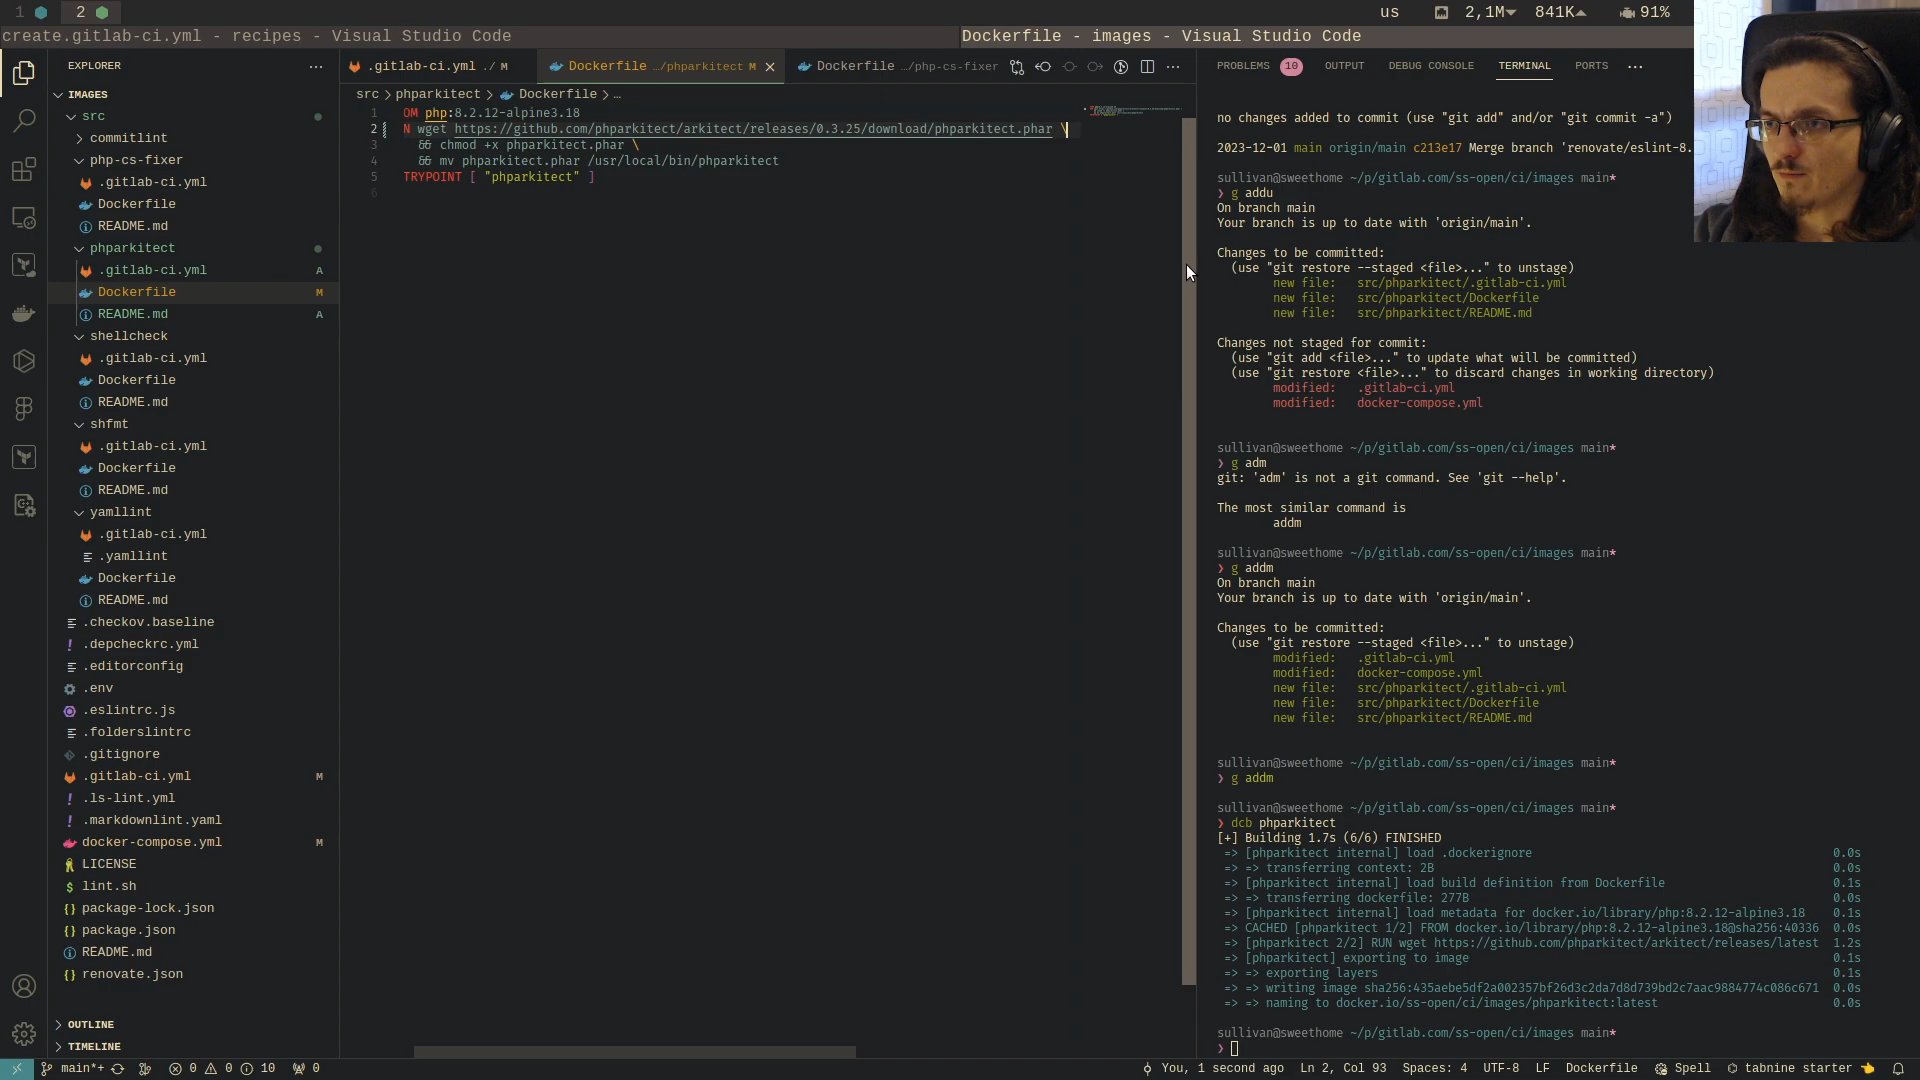 1
2
us
2,1M
841K
91%
create.gitlab-ci.yml - recipes - Visual Studio Code
Dockerfile - images - Visual Studio Code
EXPLORER
IMAGES
src
commitlint
php-cs-fixer
.gitlab-ci.yml
Dockerfile
README.md
phparkitect
.gitlab-ci.yml A
Dockerfile M
README.md A
shellcheck
.gitlab-ci.yml
Dockerfile
README.md
shfmt
.gitlab-ci.yml
Dockerfile
README.md
yamllint
.gitlab-ci.yml
.yamllint
Dockerfile
README.md
.checkov.baseline
.depcheckrc.yml
.editorconfig
.env
.eslintrc.js
.folderslintrc
.gitignore
.gitlab-ci.yml M
.ls-lint.yml
.markdownlint.yaml
docker-compose.yml M
LICENSE
lint.sh
package-lock.json
package.json
README.md
renovate.json
OUTLINE
TIMELINE
.gitlab-ci.yml ./ M
Dockerfile .../phparkitect M
Dockerfile .../php-cs-fixer
src > phparkitect > Dockerfile > ...
1 OM php:8.2.12-alpine3.18
2 N wget https://github.com/phparkitect/arkitect/releases/0.3.25/download/phparkitect.phar \
3 && chmod +x phparkitect.phar \
4 && mv phparkitect.phar /usr/local/bin/phparkitect
5 TRYPOINT [ "phparkitect" ]
6
PROBLEMS 10 OUTPUT DEBUG CONSOLE TERMINAL PORTS
no changes added to commit (use "git add" and/or "git commit -a")
2023-12-01 main origin/main c213e17 Merge branch 'renovate/eslint-8.
sullivan@sweethome ~/p/gitlab.com/ss-open/ci/images main*
❯ g addu
On branch main
Your branch is up to date with 'origin/main'.
Changes to be committed:
(use "git restore --staged <file>..." to unstage)
new file: src/phparkitect/.gitlab-ci.yml
new file: src/phparkitect/Dockerfile
new file: src/phparkitect/README.md
Changes not staged for commit:
(use "git add <file>..." to update what will be committed)
(use "git restore <file>..." to discard changes in working directory)
modified: .gitlab-ci.yml
modified: docker-compose.yml
sullivan@sweethome ~/p/gitlab.com/ss-open/ci/images main*
❯ g adm
git: 'adm' is not a git command. See 'git --help'.
The most similar command is
addm
sullivan@sweethome ~/p/gitlab.com/ss-open/ci/images main*
❯ g addm
On branch main
Your branch is up to date with 'origin/main'.
Changes to be committed:
(use "git restore --staged <file>..." to unstage)
modified: .gitlab-ci.yml
modified: docker-compose.yml
new file: src/phparkitect/.gitlab-ci.yml
new file: src/phparkitect/Dockerfile
new file: src/phparkitect/README.md
sullivan@sweethome ~/p/gitlab.com/ss-open/ci/images main*
❯ g addm
sullivan@sweethome ~/p/gitlab.com/ss-open/ci/images main*
❯ dcb phparkitect
[+] Building 1.7s (6/6) FINISHED
=> [phparkitect internal] load .dockerignore 0.0s
=> => transferring context: 2B 0.0s
=> [phparkitect internal] load build definition from Dockerfile 0.1s
=> => transferring dockerfile: 277B 0.0s
=> [phparkitect internal] load metadata for docker.io/library/php:8.2.12-alpine3.18 0.1s
=> CACHED [phparkitect 1/2] FROM docker.io/library/php:8.2.12-alpine3.18@sha256:40336 0.0s
=> [phparkitect 2/2] RUN wget https://github.com/phparkitect/arkitect/releases/latest 1.2s
=> [phparkitect] exporting to image 0.1s
=> => exporting layers 0.1s
=> => writing image sha256:435aebe5df2a002357bf26d3c2da7d8d739bd2c7aac9884774c086c671 0.0s
=> => naming to docker.io/ss-open/ci/images/phparkitect:latest 0.0s
sullivan@sweethome ~/p/gitlab.com/ss-open/ci/images main*
❯
main*+ 0 0 10 0
You, 1 second ago Ln 2, Col 93 Spaces: 4 UTF-8 LF Dockerfile Spell tabnine starter